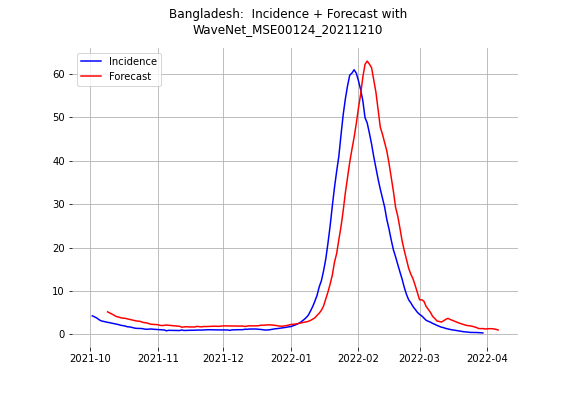 Bangladesh:  Incidence + Forecast with
WaveNet_MSE00124_20211210
Incidence
Forecast
60
50
40
30
20
10
0
2021-10 2021-11 2021-12 2022-01 2022-02 2022-03 2022-04